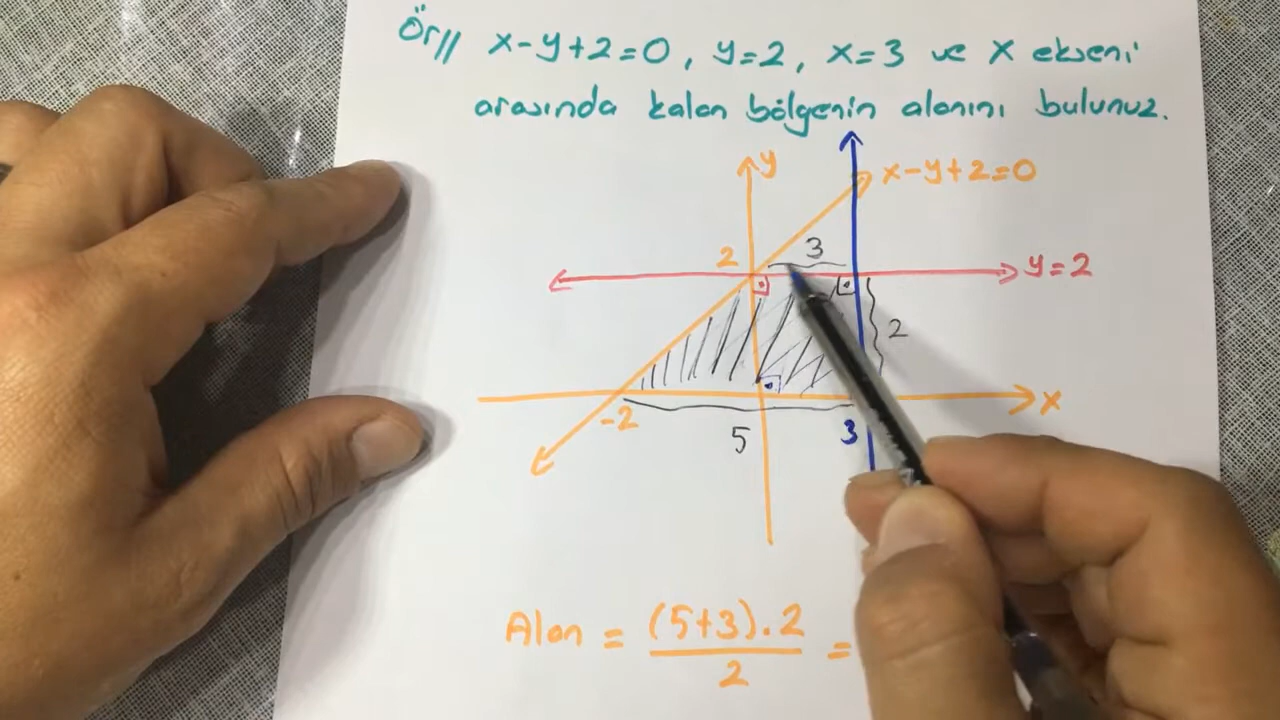 Ör// x-y+2=0, y=2, x=3 ve X ekseni
arasında kalan bölgenin alanını bulunuz.
y
x-y+2=0
2
3
y=2
2
-2
3
x
5
Alan = (5+3).2 / 2 =